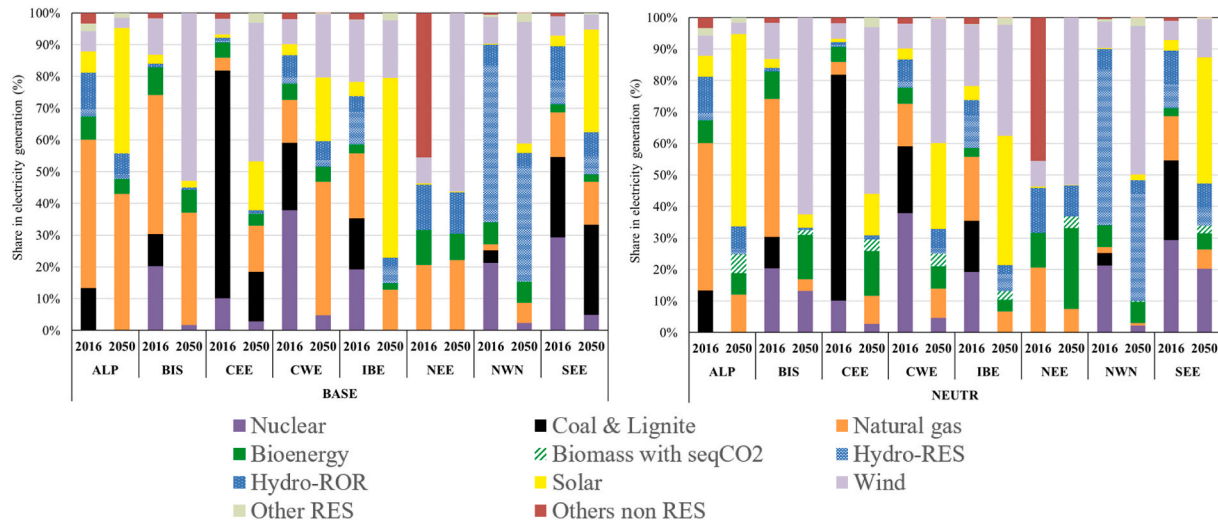 Share in electricity generation (%)
100%
90%
80%
70%
60%
50%
40%
30%
20%
10%
0%
2016 2050 2016 2050 2016 2050 2016 2050 2016 2050 2016 2050 2016 2050 2016 2050
ALP BIS CEE CWE IBE NEE NWN SEE
BASE
Share in electricity generation (%)
100%
90%
80%
70%
60%
50%
40%
30%
20%
10%
0%
2016 2050 2016 2050 2016 2050 2016 2050 2016 2050 2016 2050 2016 2050 2016 2050
ALP BIS CEE CWE IBE NEE NWN SEE
NEUTR
Nuclear Coal & Lignite Natural gas
Bioenergy Biomass with seqCO2 Hydro-RES
Hydro-ROR Solar Wind
Other RES Others non RES